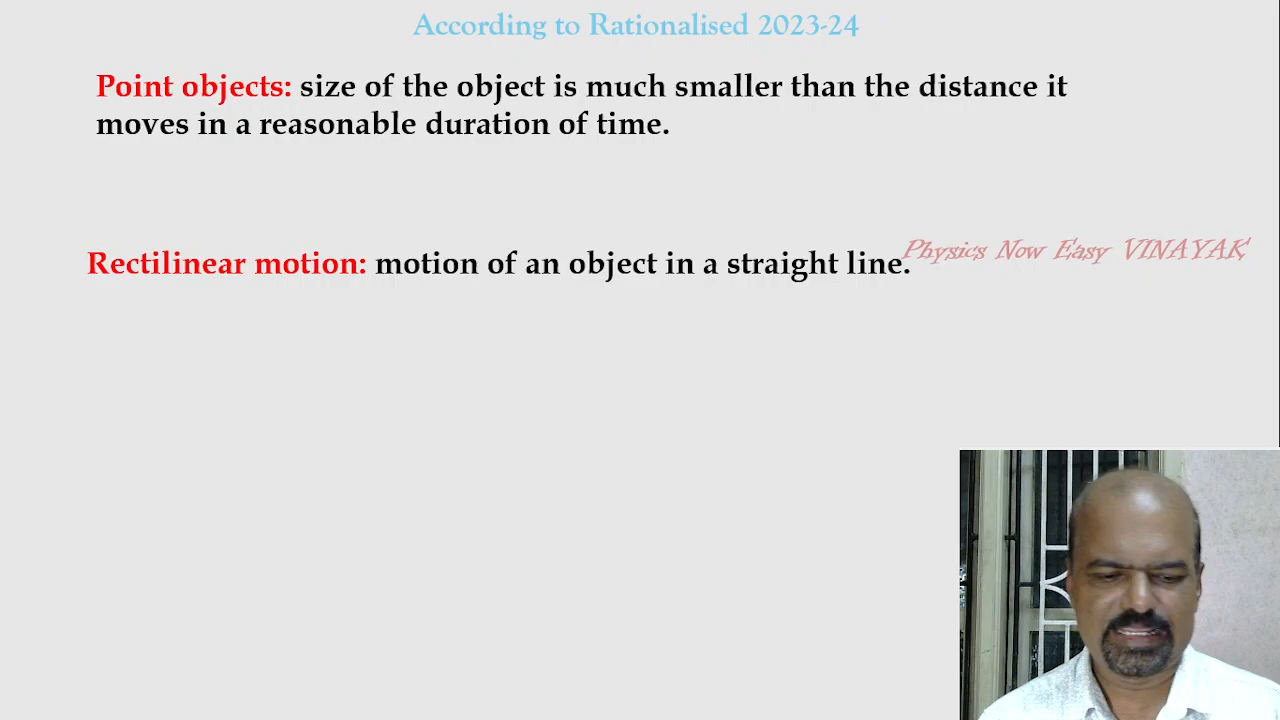 According to Rationalised 2023-24
Point objects: size of the object is much smaller than the distance it
moves in a reasonable duration of time.
Physics Now Easy VINAYAK
Rectilinear motion: motion of an object in a straight line.